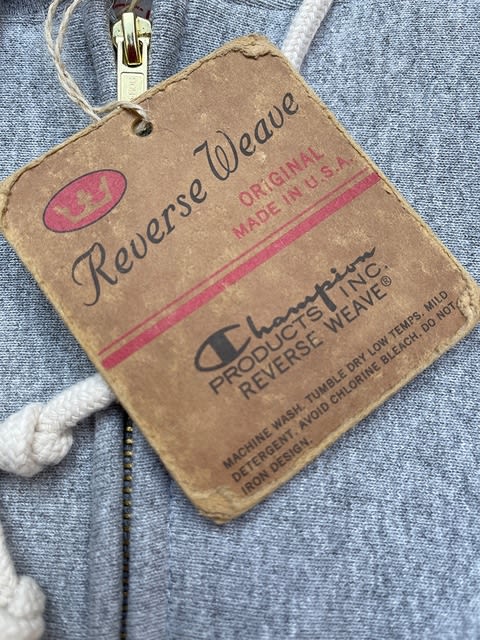 Reverse Weave
ORIGINAL
MADE IN U.S.A.
Champion
PRODUCTS INC.
REVERSE WEAVE®
MACHINE WASH. TUMBLE DRY LOW TEMPS. MILD
DETERGENT. AVOID CHLORINE BLEACH. DO NOT
IRON DESIGN.